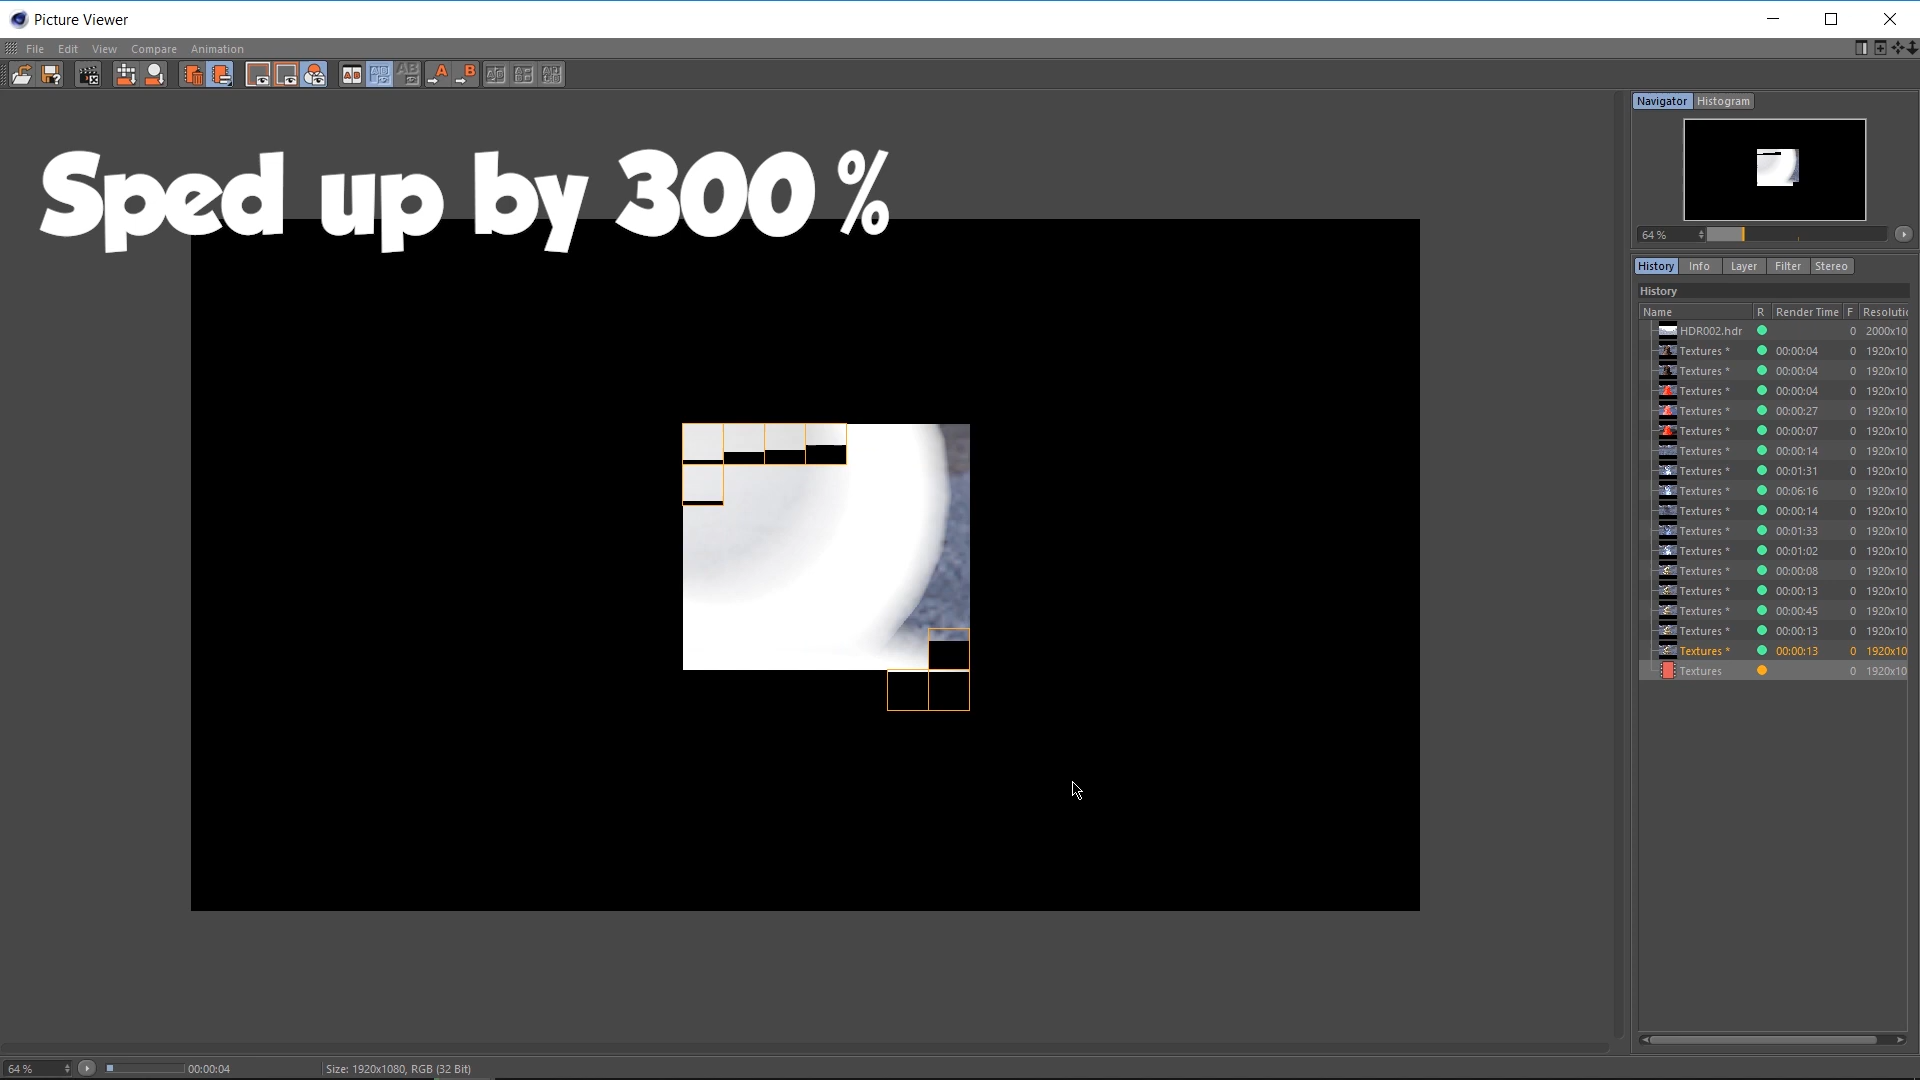 Picture Viewer
File Edit View Compare Animation
Navigator Histogram
Sped up by 300 %
64 %
History Info Layer Filter Stereo
History
Name R Render Time F Resolutio
HDR002.hdr 0 2000x10
Textures * 00:00:04 0 1920x10
Textures * 00:00:04 0 1920x10
Textures * 00:00:04 0 1920x10
Textures * 00:00:27 0 1920x10
Textures * 00:00:07 0 1920x10
Textures * 00:00:14 0 1920x10
Textures * 00:01:31 0 1920x10
Textures * 00:06:16 0 1920x10
Textures * 00:00:14 0 1920x10
Textures * 00:01:33 0 1920x10
Textures * 00:01:02 0 1920x10
Textures * 00:00:08 0 1920x10
Textures * 00:00:13 0 1920x10
Textures * 00:00:45 0 1920x10
Textures * 00:00:13 0 1920x10
Textures * 00:00:13 0 1920x10
Textures 0 1920x10
64 % 00:00:04 Size: 1920x1080, RGB (32 Bit)